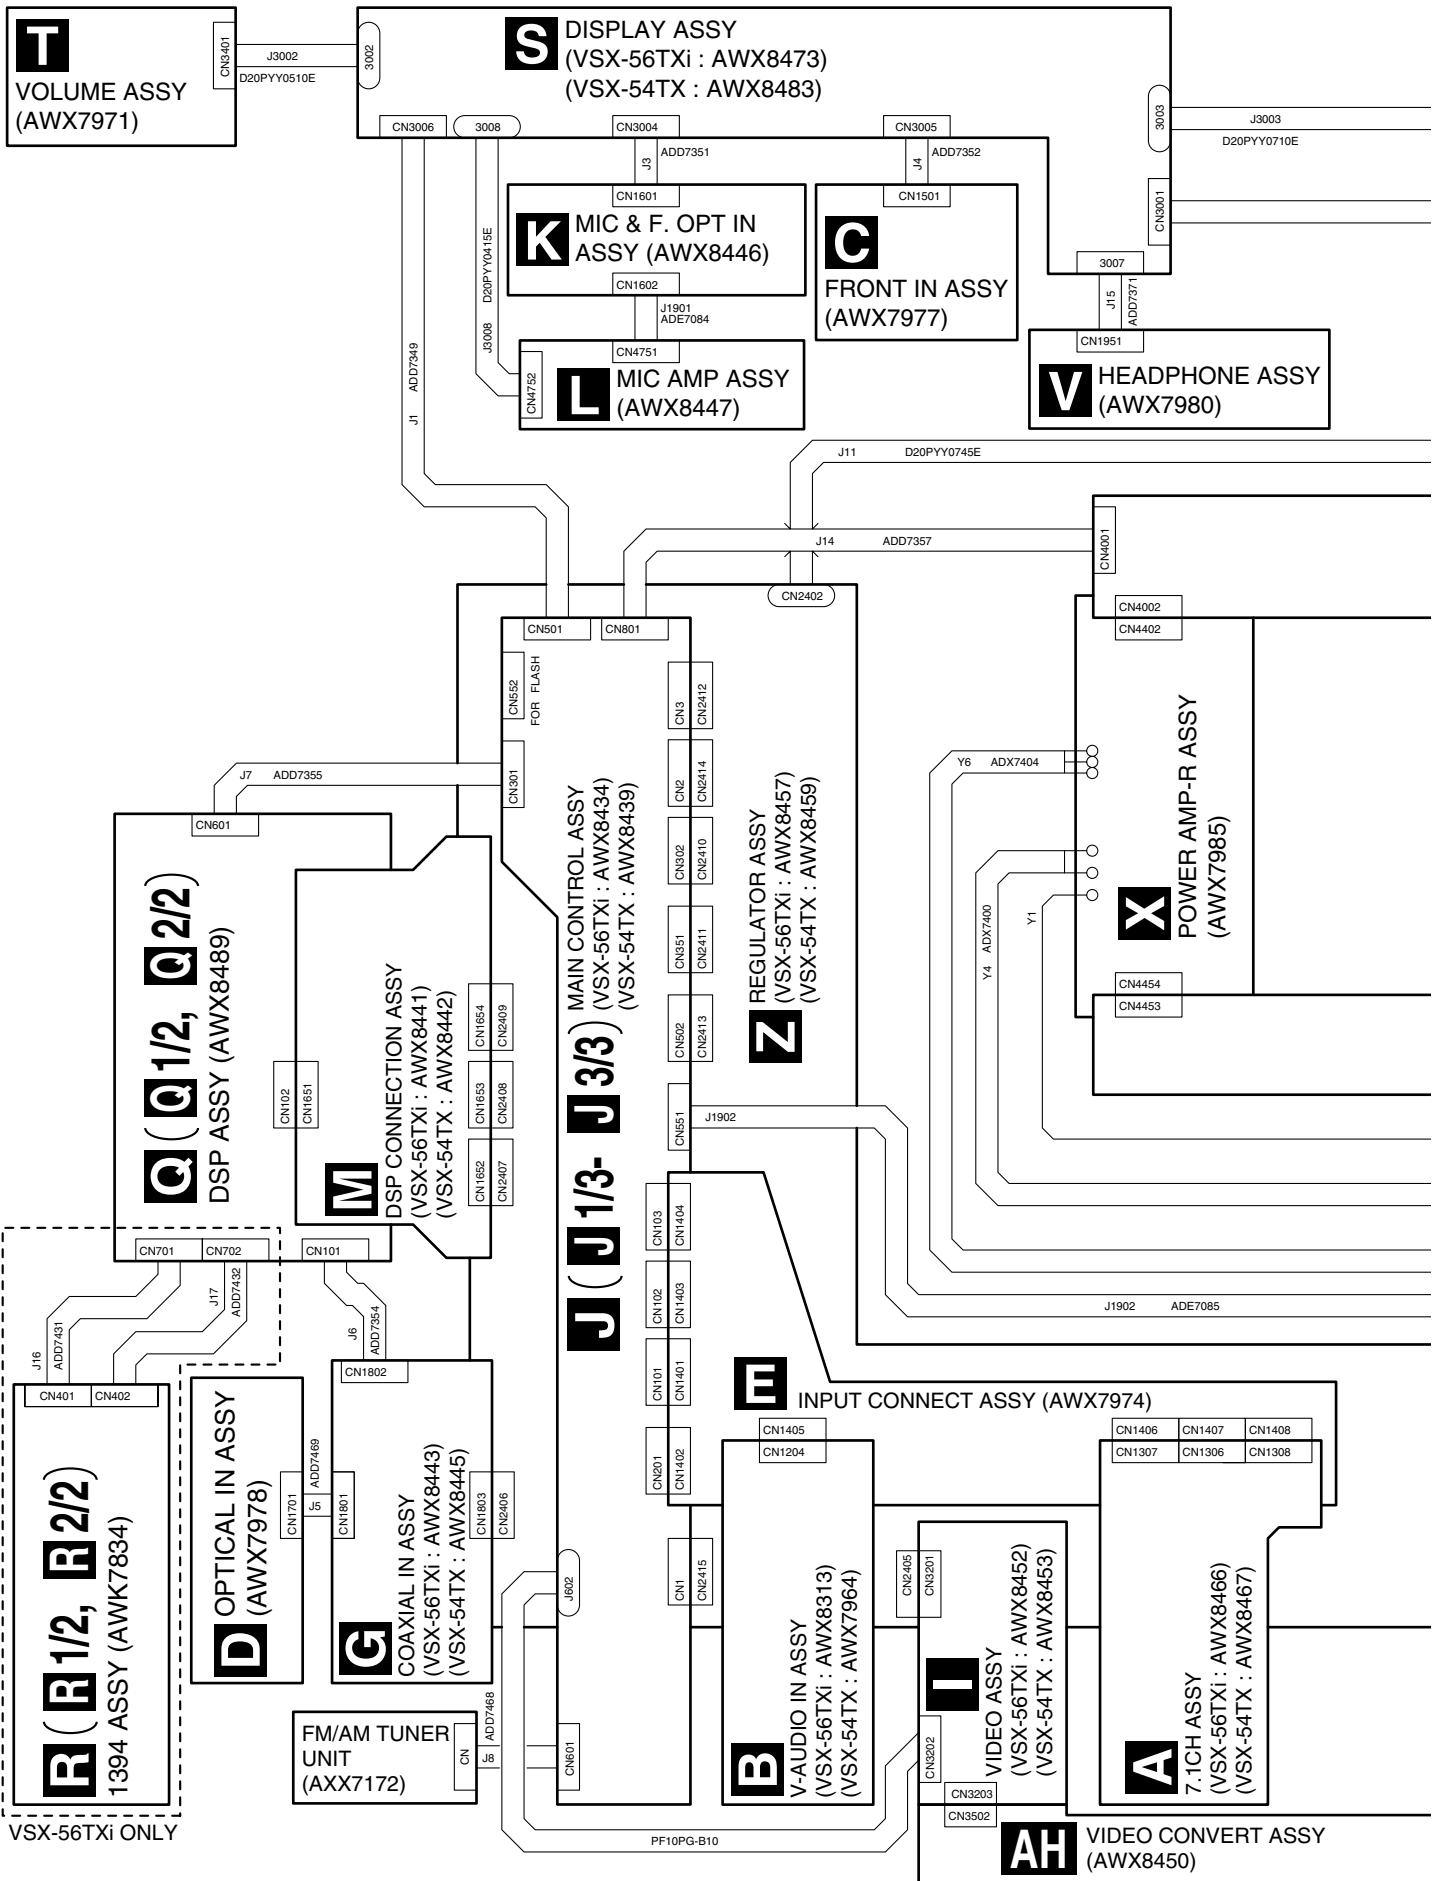 T
VOLUME ASSY
(AWX7971)
CN3401
J3002
D20PYY0510E
3002
S
DISPLAY ASSY
(VSX-56TXi : AWX8473)
(VSX-54TX : AWX8483)
3003
J3003
D20PYY0710E
CN3001
CN3006
3008
CN3004
CN3005
J3
ADD7351
J4
ADD7352
CN1601
K
MIC & F. OPT IN
ASSY (AWX8446)
CN1602
CN1501
C
FRONT IN ASSY
(AWX7977)
3007
J15
ADD7371
CN1951
V
HEADPHONE ASSY
(AWX7980)
J1901
ADE7084
J3008
D20PYY0415E
CN4751
CN4752
L
MIC AMP ASSY
(AWX8447)
J1
ADD7349
J11
D20PYY0745E
J14
ADD7357
CN4001
CN2402
CN4002
CN4402
CN501
CN801
CN552
FOR FLASH
CN301
J7
ADD7355
CN601
CN3
CN2412
CN2
CN2414
CN302
CN2410
CN351
CN2411
CN502
CN2413
CN551
MAIN CONTROL ASSY
(VSX-56TXi : AWX8434)
(VSX-54TX : AWX8439)
J ( J 1/3- J 3/3)
Z
REGULATOR ASSY
(VSX-56TXi : AWX8457)
(VSX-54TX : AWX8459)
Y6
ADX7404
Y4
ADX7400
Y1
X
POWER AMP-R ASSY
(AWX7985)
CN4454
CN4453
Q ( Q 1/2, Q 2/2)
DSP ASSY (AWX8489)
CN102
CN1651
M
DSP CONNECTION ASSY
(VSX-56TXi : AWX8441)
(VSX-54TX : AWX8442)
CN1654
CN2409
CN1653
CN2408
CN1652
CN2407
J1902
CN103
CN1404
CN102
CN1403
CN101
CN1401
CN201
CN1402
J1902
ADE7085
CN701
CN702
CN101
J16
ADD7431
J17
ADD7432
J6
ADD7354
CN401
CN402
CN1802
R ( R 1/2, R 2/2)
1394 ASSY (AWK7834)
VSX-56TXi ONLY
D
OPTICAL IN ASSY
(AWX7978)
CN1701
J5
ADD7469
CN1801
G
COAXIAL IN ASSY
(VSX-56TXi : AWX8443)
(VSX-54TX : AWX8445)
CN1803
CN2406
E
INPUT CONNECT ASSY (AWX7974)
CN1405
CN1204
CN1406
CN1407
CN1408
CN1307
CN1306
CN1308
J602
CN1
CN2415
B
V-AUDIO IN ASSY
(VSX-56TXi : AWX8313)
(VSX-54TX : AWX7964)
CN2405
CN3201
I
VIDEO ASSY
(VSX-56TXi : AWX8452)
(VSX-54TX : AWX8453)
A
7.1CH ASSY
(VSX-56TXi : AWX8466)
(VSX-54TX : AWX8467)
FM/AM TUNER
UNIT
(AXX7172)
CN
J8
ADD7468
CN601
CN3202
CN3203
CN3502
PF10PG-B10
AH
VIDEO CONVERT ASSY
(AWX8450)